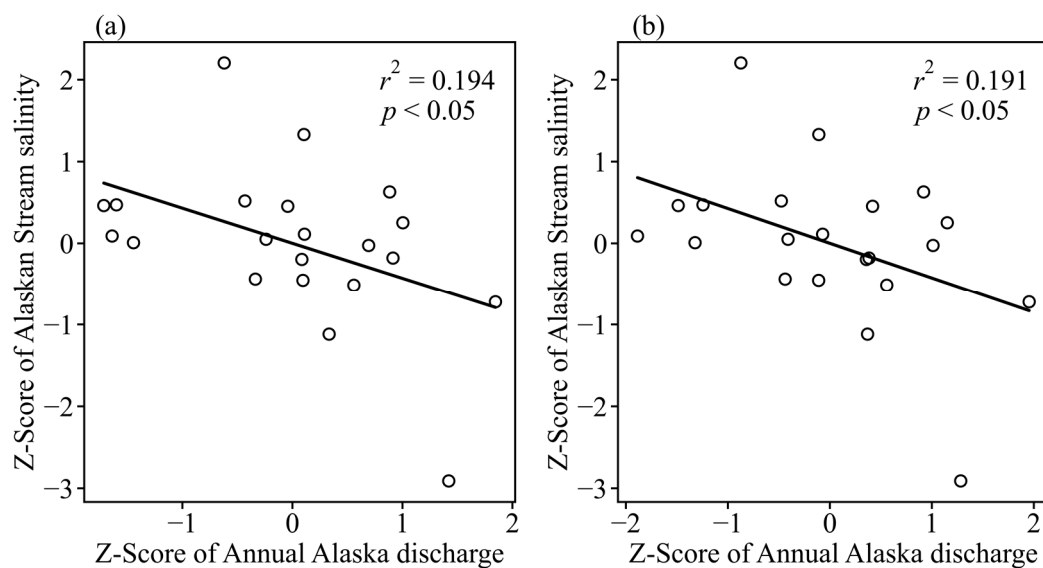 (a)
r² = 0.194
p < 0.05
2
1
0
−1
−2
−3
Z-Score of Alaskan Stream salinity
−1 0 1 2
Z-Score of Annual Alaska discharge
(b)
r² = 0.191
p < 0.05
2
1
0
−1
−2
−3
Z-Score of Alaskan Stream salinity
−2 −1 0 1 2
Z-Score of Annual Alaska discharge